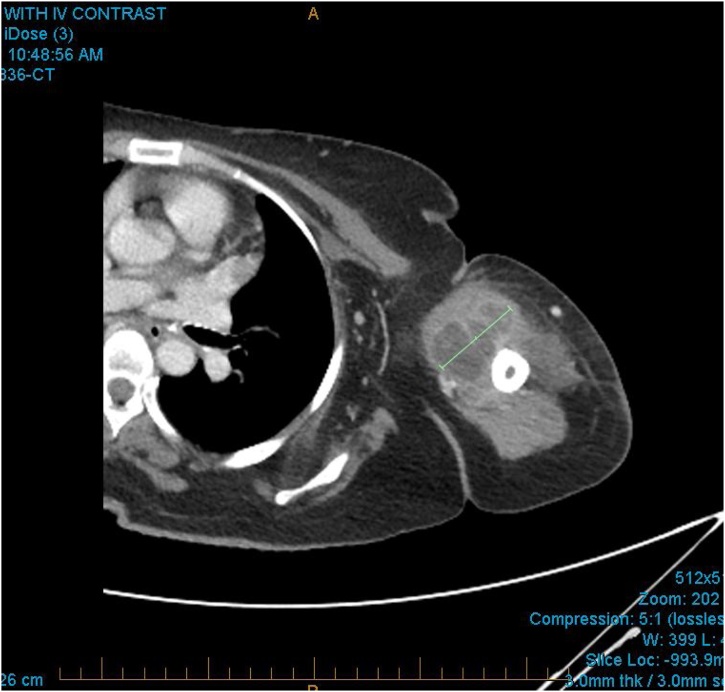 WITH IV CONTRAST
A
iDose (3)
10:48:56 AM
336-CT
512x51
Zoom: 202
Compression: 5:1 (lossles
W: 399 L: 4
Slice Loc: -993.9m
26 cm
3.0mm thk / 3.0mm s